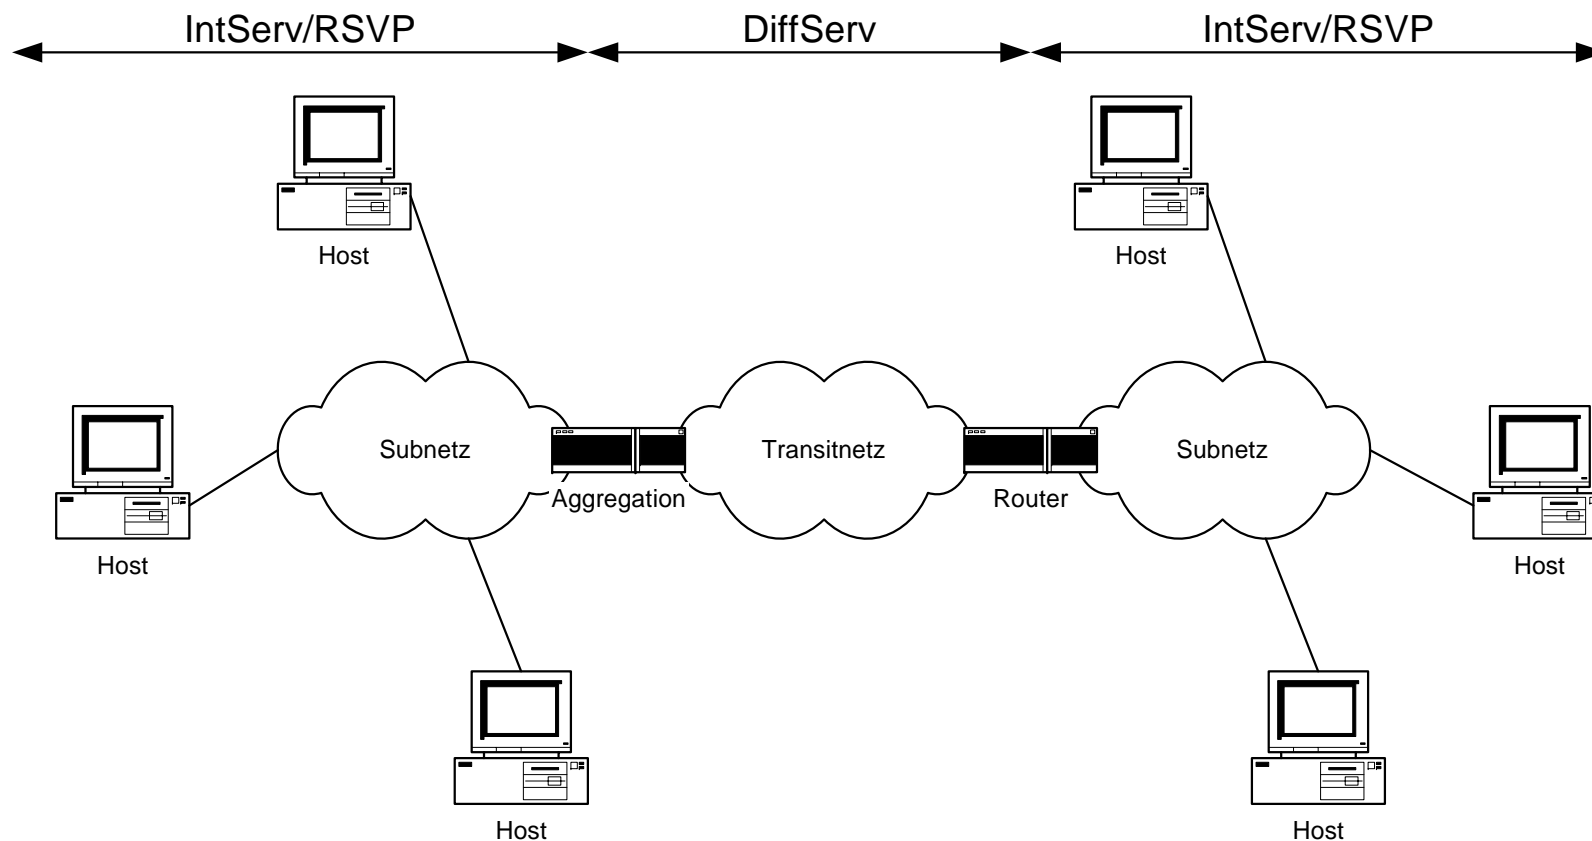 IntServ/RSVP
DiffServ
IntServ/RSVP
Host
Host
Subnetz
Transitnetz
Subnetz
Aggregation
Router
Host
Host
Host
Host